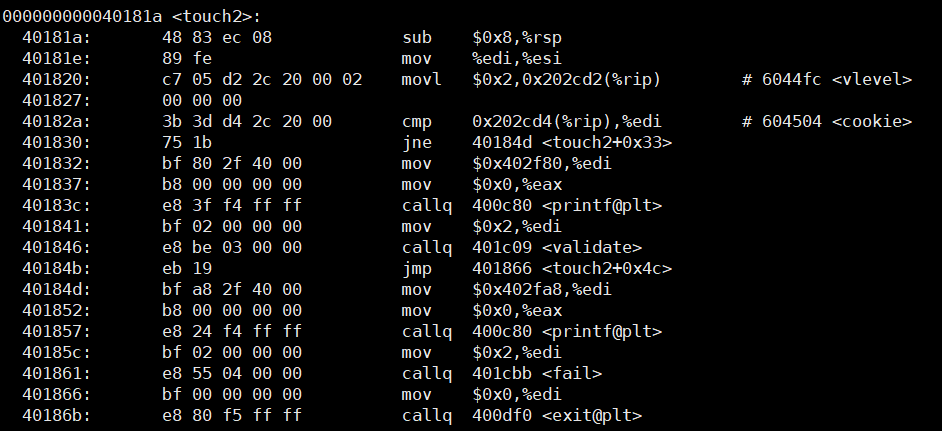 000000000040181a <touch2>:
  40181a:	48 83 ec 08          	sub    $0x8,%rsp
  40181e:	89 fe                	mov    %edi,%esi
  401820:	c7 05 d2 2c 20 00 02 	movl   $0x2,0x202cd2(%rip)        # 6044fc <vlevel>
  401827:	00 00 00
  40182a:	3b 3d d4 2c 20 00    	cmp    0x202cd4(%rip),%edi        # 604504 <cookie>
  401830:	75 1b                	jne    40184d <touch2+0x33>
  401832:	bf 80 2f 40 00       	mov    $0x402f80,%edi
  401837:	b8 00 00 00 00       	mov    $0x0,%eax
  40183c:	e8 3f f4 ff ff       	callq  400c80 <printf@plt>
  401841:	bf 02 00 00 00       	mov    $0x2,%edi
  401846:	e8 be 03 00 00       	callq  401c09 <validate>
  40184b:	eb 19                	jmp    401866 <touch2+0x4c>
  40184d:	bf a8 2f 40 00       	mov    $0x402fa8,%edi
  401852:	b8 00 00 00 00       	mov    $0x0,%eax
  401857:	e8 24 f4 ff ff       	callq  400c80 <printf@plt>
  40185c:	bf 02 00 00 00       	mov    $0x2,%edi
  401861:	e8 55 04 00 00       	callq  401cbb <fail>
  401866:	bf 00 00 00 00       	mov    $0x0,%edi
  40186b:	e8 80 f5 ff ff       	callq  400df0 <exit@plt>